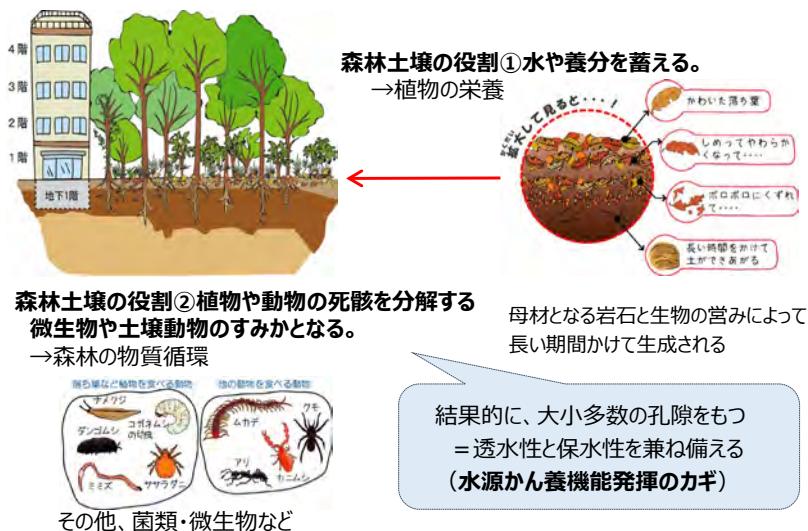 4階
3階
2階
1階
地下1階
森林土壌の役割①水や養分を蓄える。
→植物の栄養
拡大して見ると・・・!
かくだい
かわいた落り葉
しめってやわらか
くなって・・・・
ボロボロにくずれ
て・・・・
長い時間をかけて
土ができあがる
森林土壌の役割②植物や動物の死骸を分解する
微生物や土壌動物のすみかとなる。
→森林の物質循環
母材となる岩石と生物の営みによって
長い期間かけて生成される
落ち葉など植物を食べる動物
他の動物を食べる動物
ナメクジ
コガネムシ
の幼虫
ダンゴムシ
ミミズ
ササラダニ
ムカデ
クモ
アリ
カニムシ
その他、菌類・微生物など
結果的に、大小多数の孔隙をもつ
=透水性と保水性を兼ね備える
(水源かん養機能発揮のカギ)